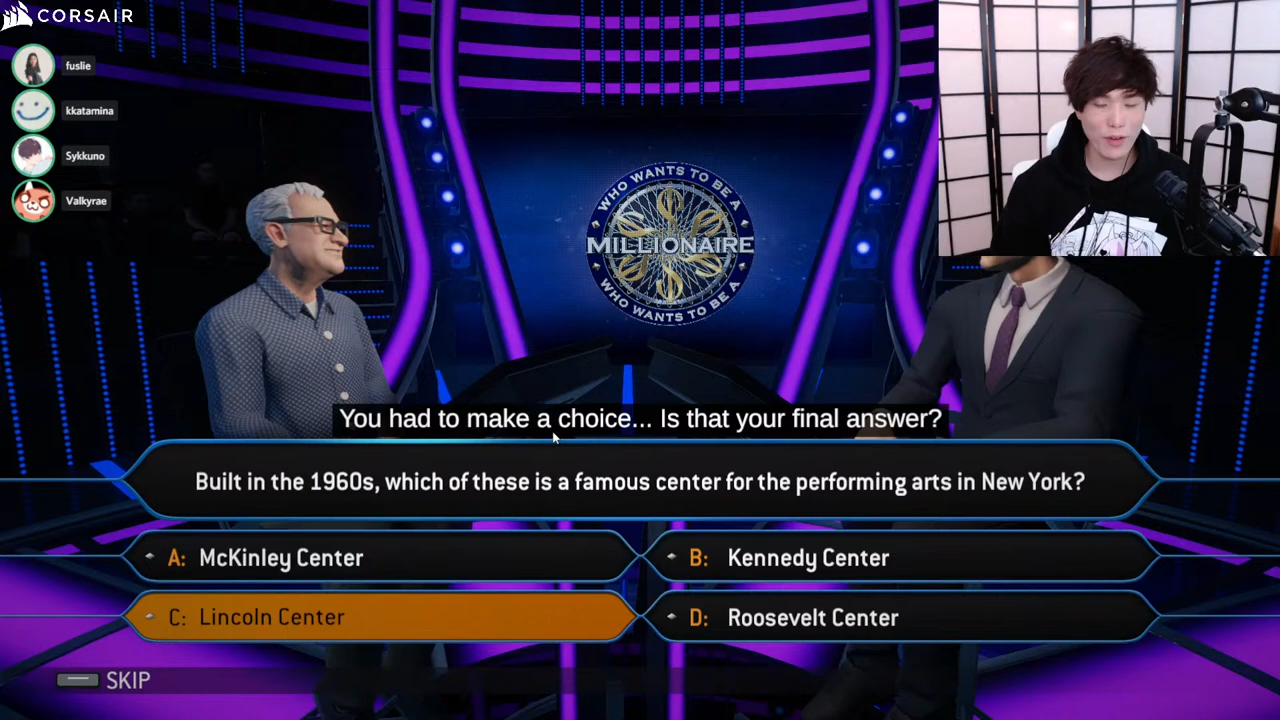 CORSAIR
fuslie
kkatamina
Sykkuno
Valkyrae
WHO WANTS TO BE A
MILLIONAIRE
WHO WANTS TO BE A
You had to make a choice... Is that your final answer?
Built in the 1960s, which of these is a famous center for the performing arts in New York?
A: McKinley Center
B: Kennedy Center
C: Lincoln Center
D: Roosevelt Center
SKIP